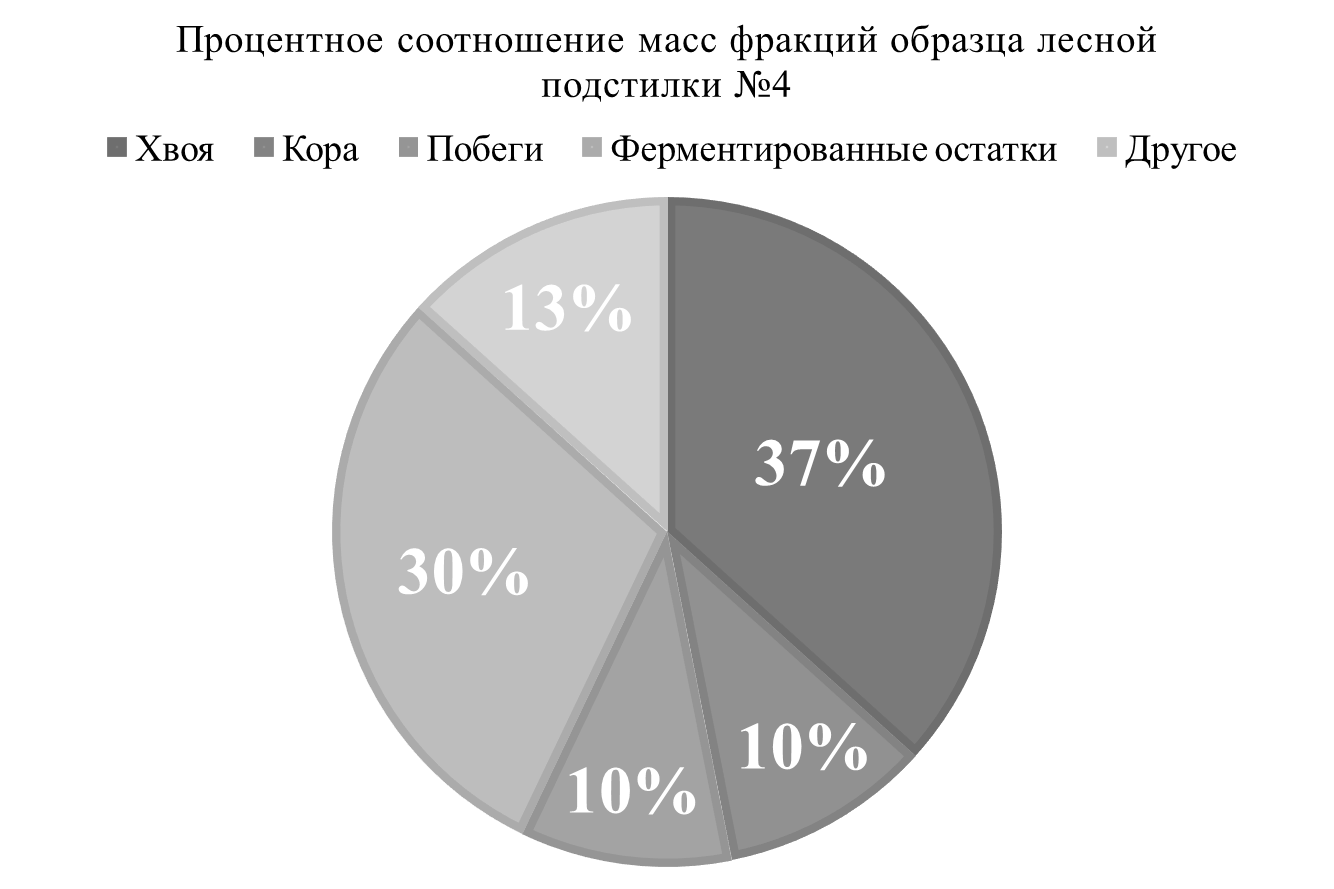 Процентное соотношение масс фракций образца лесной
подстилки №4
Хвоя Кора Побеги Ферментированные остатки Другое
13%
37%
30%
10%
10%